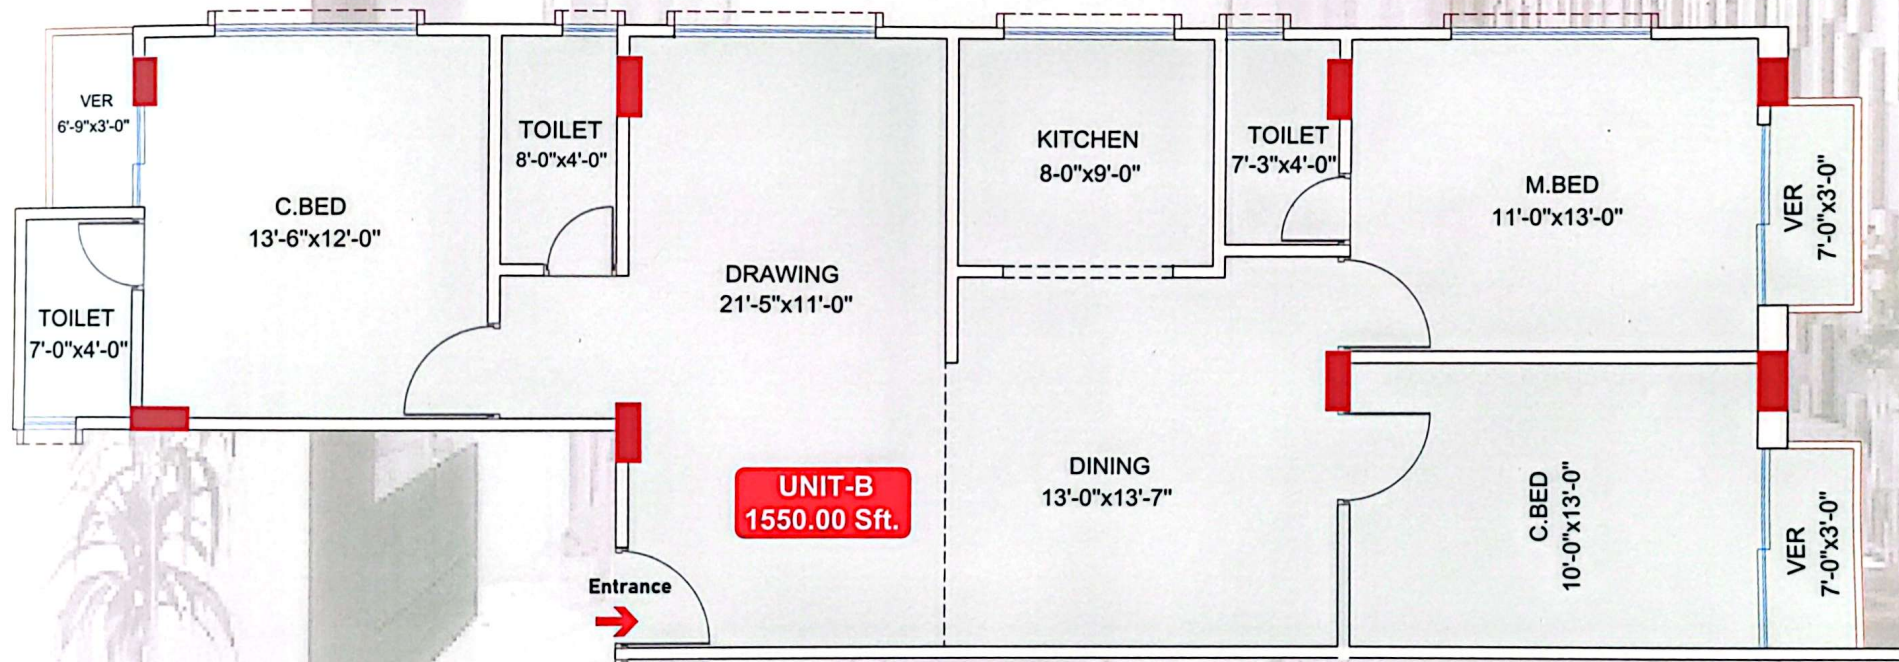 VER
6'-9"x3'-0"
C.BED
13'-6"x12'-0"
TOILET
8'-0"x4'-0"
TOILET
7'-0"x4'-0"
DRAWING
21'-5"x11'-0"
KITCHEN
8-0"x9'-0"
TOILET
7'-3"x4'-0"
M.BED
11'-0"x13'-0"
VER
7'-0"x3'-0"
UNIT-B
1550.00 Sft.
DINING
13'-0"x13'-7"
C.BED
10'-0"x13'-0"
VER
7'-0"x3'-0"
Entrance